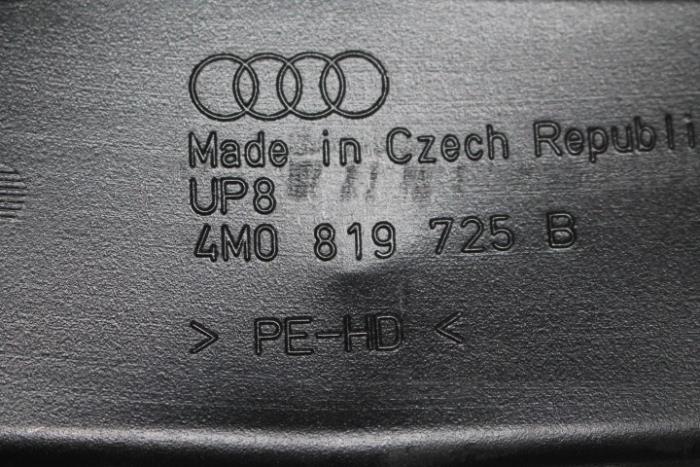 Made in Czech Republi
UP8
4M0 819 725 B
> PE-HD <